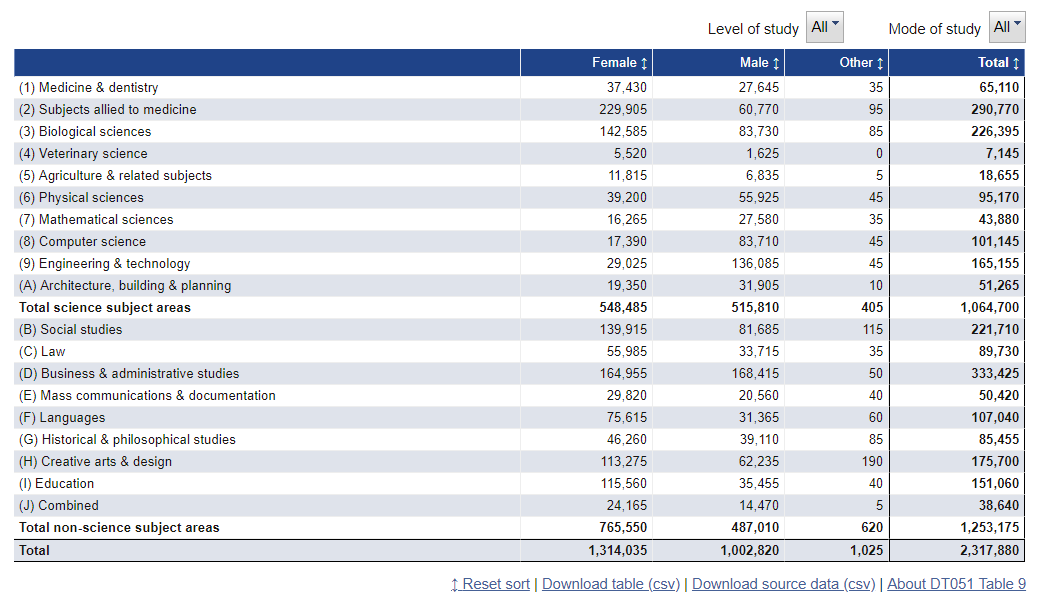 Level of study All Mode of study All
Female ↕ Male ↕ Other ↕ Total ↕
(1) Medicine & dentistry 37,430 27,645 35 65,110
(2) Subjects allied to medicine 229,905 60,770 95 290,770
(3) Biological sciences 142,585 83,730 85 226,395
(4) Veterinary science 5,520 1,625 0 7,145
(5) Agriculture & related subjects 11,815 6,835 5 18,655
(6) Physical sciences 39,200 55,925 45 95,170
(7) Mathematical sciences 16,265 27,580 35 43,880
(8) Computer science 17,390 83,710 45 101,145
(9) Engineering & technology 29,025 136,085 45 165,155
(A) Architecture, building & planning 19,350 31,905 10 51,265
Total science subject areas 548,485 515,810 405 1,064,700
(B) Social studies 139,915 81,685 115 221,710
(C) Law 55,985 33,715 35 89,730
(D) Business & administrative studies 164,955 168,415 50 333,425
(E) Mass communications & documentation 29,820 20,560 40 50,420
(F) Languages 75,615 31,365 60 107,040
(G) Historical & philosophical studies 46,260 39,110 85 85,455
(H) Creative arts & design 113,275 62,235 190 175,700
(I) Education 115,560 35,455 40 151,060
(J) Combined 24,165 14,470 5 38,640
Total non-science subject areas 765,550 487,010 620 1,253,175
Total 1,314,035 1,002,820 1,025 2,317,880
↕ Reset sort | Download table (csv) | Download source data (csv) | About DT051 Table 9